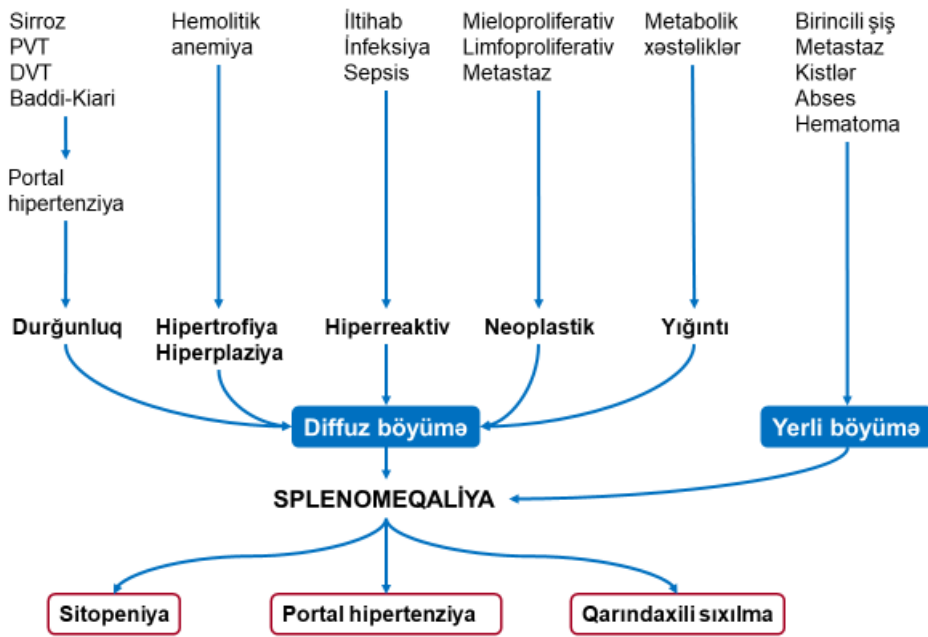 Sirroz
PVT
DVT
Baddi-Kiari
Portal
hipertenziya
Durğunluq
Hemolitik
anemiya
Hipertrofiya
Hiperplaziya
İltihab
İnfeksiya
Sepsis
Hiperreaktiv
Mieloproliferativ
Limfoproliferativ
Metastaz
Neoplastik
Metabolik
xəstəliklər
Yığıntı
Birincili şiş
Metastaz
Kistlər
Abses
Hematoma
Diffuz böyümə
Yerli böyümə
SPLENOMEQALİYA
Sitopeniya
Portal hipertenziya
Qarındaxili sıxılma